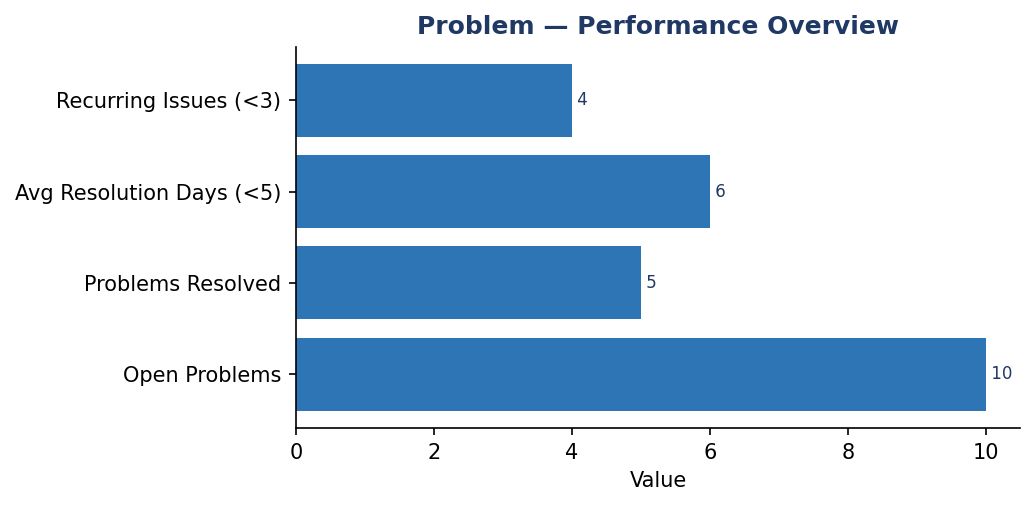 Problem — Performance Overview
Recurring Issues (<3)
4
Avg Resolution Days (<5)
6
Problems Resolved
5
Open Problems
10
0 2 4 6 8 10
Value